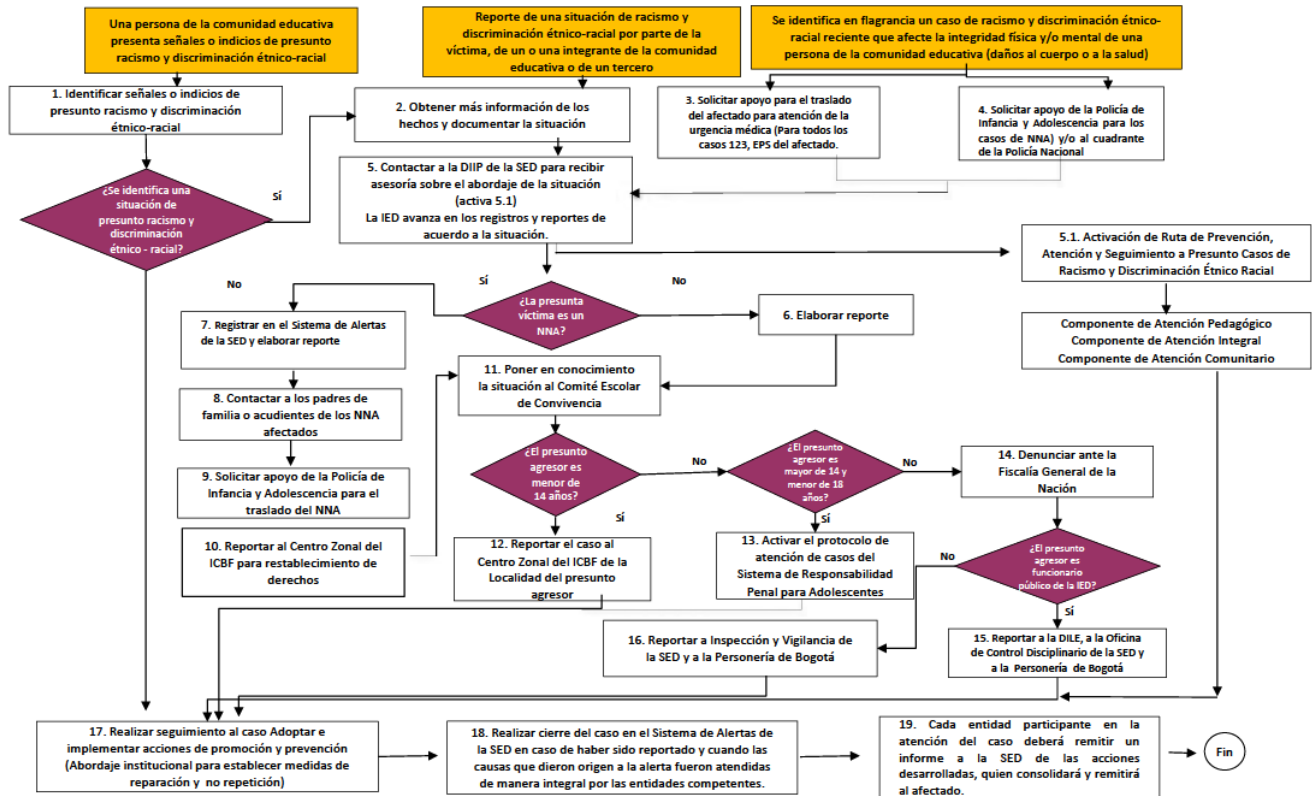 Una persona de la comunidad educativa
presenta señales o indicios de presunto
racismo y discriminación étnico-racial
Reporte de una situación de racismo y
discriminación étnico-racial por parte de la
víctima, de un o una integrante de la comunidad
educativa o de un tercero
Se identifica en flagrancia un caso de racismo y discriminación étnico-
racial reciente que afecte la integridad física y/o mental de una
persona de la comunidad educativa (daños al cuerpo o a la salud)
1. Identificar señales o indicios de
presunto racismo y discriminación
étnico-racial
2. Obtener más información de los
hechos y documentar la situación
3. Solicitar apoyo para el traslado
del afectado para atención de la
urgencia médica (Para todos los
casos 123, EPS del afectado.
4. Solicitar apoyo de la Policía de
Infancia y Adolescencia para los
casos de NNA) y/o al cuadrante
de la Policía Nacional
¿Se identifica una
situación de
presunto racismo y
discriminación
étnico - racial?
Sí
No
5. Contactar a la DIIP de la SED para recibir
asesoría sobre el abordaje de la situación
(activa 5.1)
La IED avanza en los registros y reportes de
acuerdo a la situación.
5.1. Activación de Ruta de Prevención,
Atención y Seguimiento a Presunto Casos de
Racismo y Discriminación Étnico Racial
Sí
No
¿La presunta
víctima es un
NNA?
6. Elaborar reporte
Componente de Atención Pedagógico
Componente de Atención Integral
Componente de Atención Comunitario
7. Registrar en el Sistema de Alertas
de la SED y elaborar reporte
8. Contactar a los padres de
familia o acudientes de los NNA
afectados
9. Solicitar apoyo de la Policía de
Infancia y Adolescencia para el
traslado del NNA
10. Reportar al Centro Zonal del
ICBF para restablecimiento de
derechos
11. Poner en conocimiento
la situación al Comité Escolar
de Convivencia
¿El presunto
agresor es
menor de
14 años?
No
Sí
¿El presunto
agresor es
mayor de 14 y
menor de 18
años?
No
Sí
14. Denunciar ante la
Fiscalía General de la
Nación
12. Reportar el caso al
Centro Zonal del ICBF de la
Localidad del presunto
agresor
13. Activar el protocolo de
atención de casos del
Sistema de Responsabilidad
Penal para Adolescentes
No
¿El presunto
agresor es
funcionario
público de la IED?
Sí
16. Reportar a Inspección y Vigilancia de
la SED y a la Personería de Bogotá
15. Reportar a la DILE, a la Oficina
de Control Disciplinario de la SED y
a la Personería de Bogotá
17. Realizar seguimiento al caso Adoptar e
implementar acciones de promoción y prevención
(Abordaje institucional para establecer medidas de
reparación y no repetición)
18. Realizar cierre del caso en el Sistema de Alertas de
la SED en caso de haber sido reportado y cuando las
causas que dieron origen a la alerta fueron atendidas
de manera integral por las entidades competentes.
19. Cada entidad participante en la
atención del caso deberá remitir un
informe a la SED de las acciones
desarrolladas, quien consolidará y remitirá
al afectado.
Fin